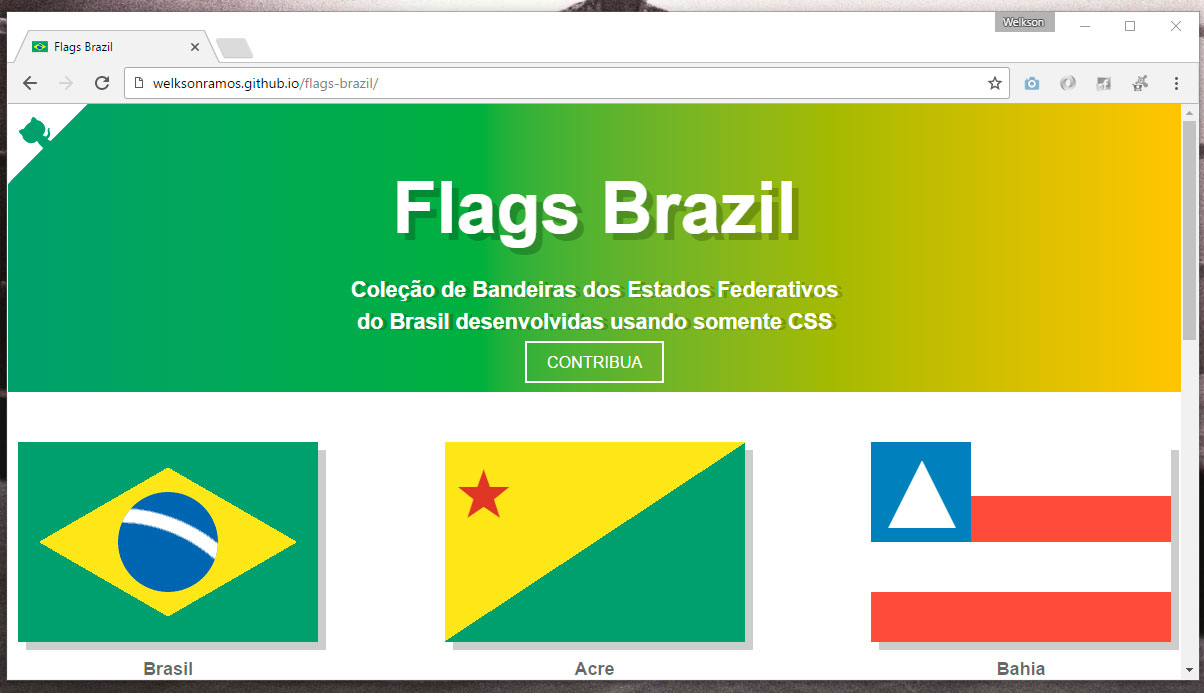 Welkson
Flags Brazil
welksonramos.github.io/flags-brazil/
Flags Brazil
Coleção de Bandeiras dos Estados Federativos
do Brasil desenvolvidas usando somente CSS
CONTRIBUA
Brasil
Acre
Bahia